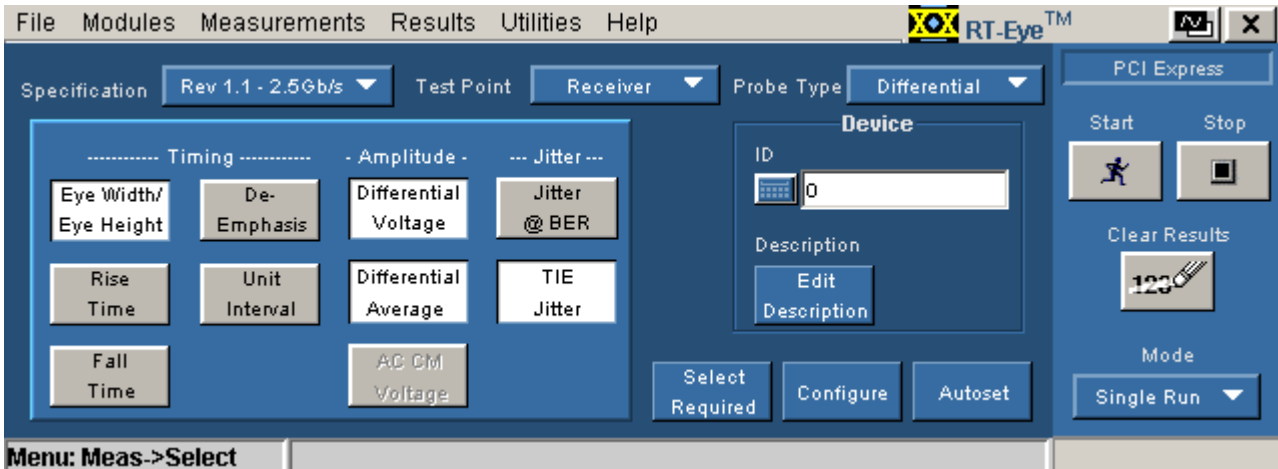 File Modules Measurements Results Utilities Help
RT-Eye™
Specification Rev 1.1 - 2.5Gb/s Test Point Receiver Probe Type Differential
PCI Express
------------ Timing ------------ - Amplitude - --- Jitter ---
Eye Width/
Eye Height
De-
Emphasis
Differential
Voltage
Jitter
@ BER
Rise
Time
Unit
Interval
Differential
Average
TIE
Jitter
Fall
Time
AC CM
Voltage
Device
ID
0
Description
Edit
Description
Select
Required
Configure
Autoset
Start Stop
Clear Results
123
Mode
Single Run
Menu: Meas->Select